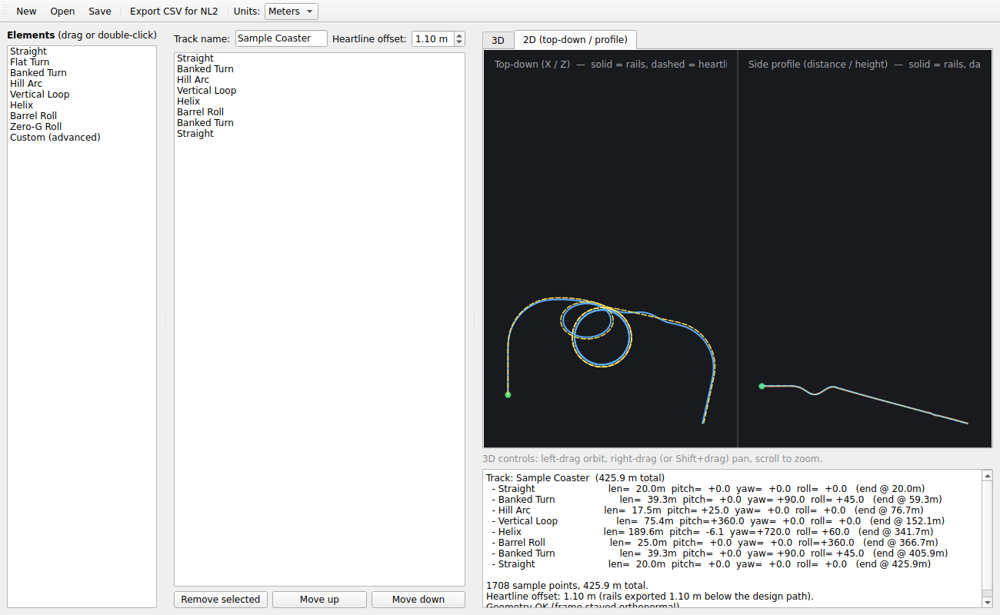 New Open Save Export CSV for NL2 Units: Meters
Elements (drag or double-click)
Straight
Flat Turn
Banked Turn
Hill Arc
Vertical Loop
Helix
Barrel Roll
Zero-G Roll
Custom (advanced)
Track name: Sample Coaster Heartline offset: 1.10 m
Straight
Banked Turn
Hill Arc
Vertical Loop
Helix
Barrel Roll
Banked Turn
Straight
Remove selected Move up Move down
3D 2D (top-down / profile)
Top-down (X / Z) — solid = rails, dashed = heartli
Side profile (distance / height) — solid = rails, da
3D controls: left-drag orbit, right-drag (or Shift+drag) pan, scroll to zoom.
Track: Sample Coaster (425.9 m total)
- Straight len= 20.0m pitch= +0.0 yaw= +0.0 roll= +0.0 (end @ 20.0m)
- Banked Turn len= 39.3m pitch= +0.0 yaw= +90.0 roll= +45.0 (end @ 59.3m)
- Hill Arc len= 17.5m pitch= +25.0 yaw= +0.0 roll= +0.0 (end @ 76.7m)
- Vertical Loop len= 75.4m pitch=+360.0 yaw= +0.0 roll= +0.0 (end @ 152.1m)
- Helix len= 189.6m pitch= -6.1 yaw=+720.0 roll= +60.0 (end @ 341.7m)
- Barrel Roll len= 25.0m pitch= +0.0 yaw= +0.0 roll=+360.0 (end @ 366.7m)
- Banked Turn len= 39.3m pitch= +0.0 yaw= +90.0 roll= +45.0 (end @ 405.9m)
- Straight len= 20.0m pitch= +0.0 yaw= +0.0 roll= +0.0 (end @ 425.9m)
1708 sample points, 425.9 m total.
Heartline offset: 1.10 m (rails exported 1.10 m below the design path).
Geometry OK (frame stayed orthonormal)